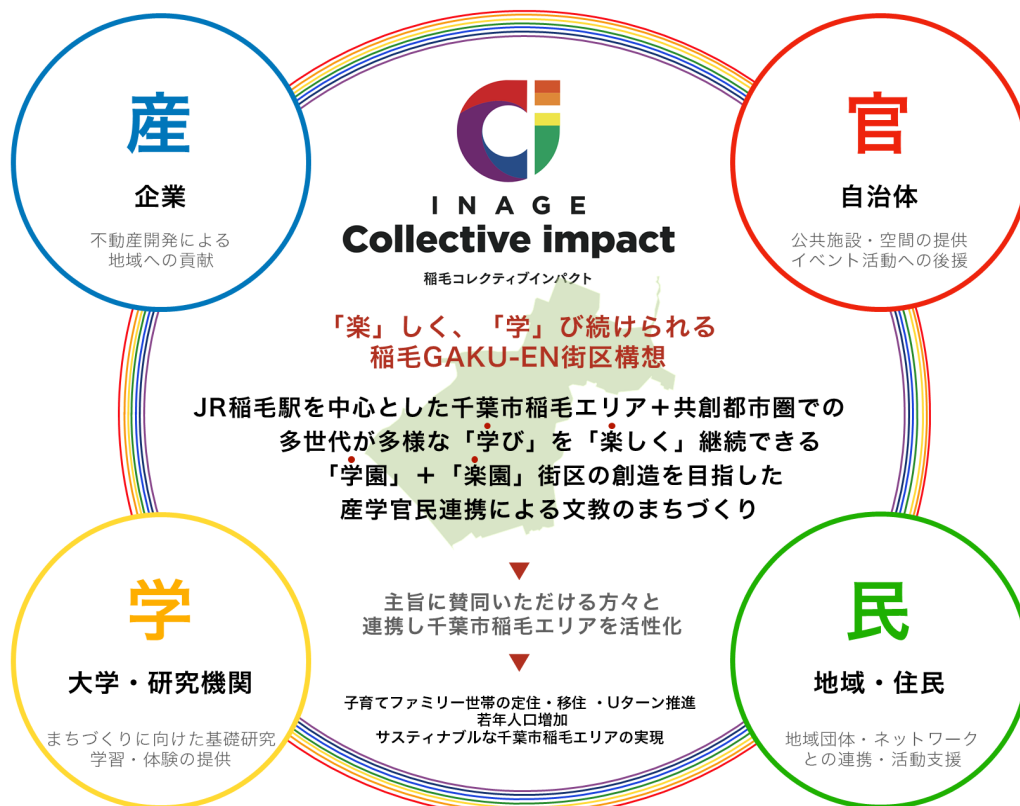 産
企業
不動産開発による
地域への貢献
官
自治体
公共施設・空間の提供
イベント活動への後援
Ci
INAGE
Collective impact
稲毛コレクティブインパクト
「楽」しく、「学」び続けられる
稲毛GAKU-EN街区構想
JR稲毛駅を中心とした千葉市稲毛エリア＋共創都市圏での
多世代が多様な「学び」を「楽しく」継続できる
「学園」＋「楽園」街区の創造を目指した
産学官民連携による文教のまちづくり
主旨に賛同いただける方々と
連携し千葉市稲毛エリアを活性化
子育てファミリー世帯の定住・移住 ・Uターン推進
若年人口増加
サスティナブルな千葉市稲毛エリアの実現
学
大学・研究機関
まちづくりに向けた基礎研究
学習・体験の提供
民
地域・住民
地域団体・ネットワーク
との連携・活動支援